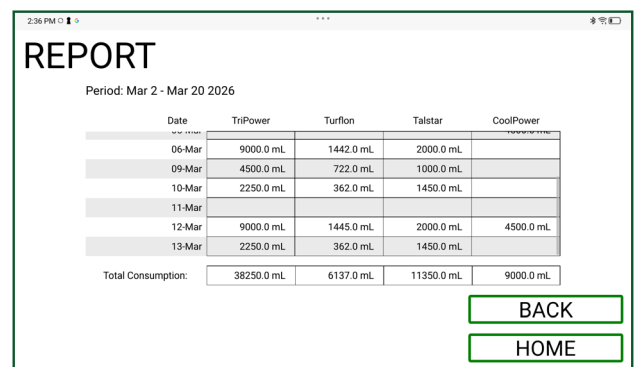 2:36 PM
REPORT
Period: Mar 2 - Mar 20 2026
Date TriPower Turflon Talstar CoolPower
06-Mar 9000.0 mL 1442.0 mL 2000.0 mL
09-Mar 4500.0 mL 722.0 mL 1000.0 mL
10-Mar 2250.0 mL 362.0 mL 1450.0 mL
11-Mar
12-Mar 9000.0 mL 1445.0 mL 2000.0 mL 4500.0 mL
13-Mar 2250.0 mL 362.0 mL 1450.0 mL
Total Consumption: 38250.0 mL 6137.0 mL 11350.0 mL 9000.0 mL
BACK
HOME